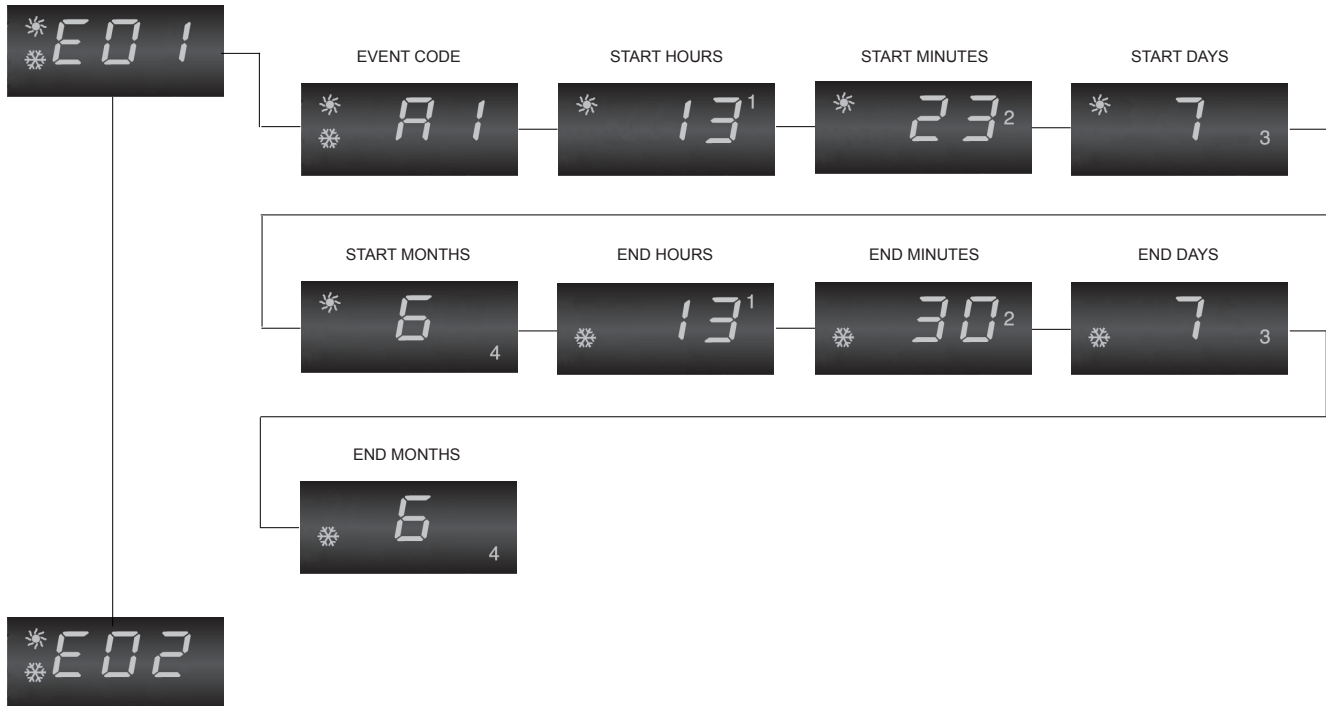 E01
EVENT CODE
START HOURS
START MINUTES
START DAYS
A1
13 1
23 2
7 3
START MONTHS
END HOURS
END MINUTES
END DAYS
6 4
13 1
30 2
7 3
END MONTHS
6 4
E02